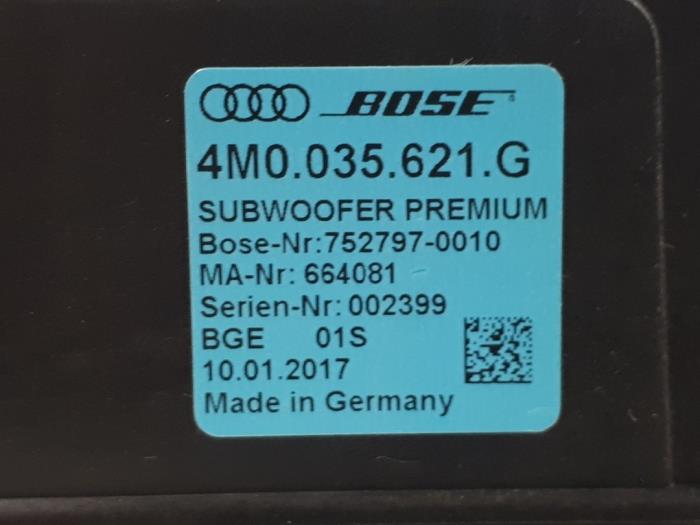 BOSE
4M0.035.621.G
SUBWOOFER PREMIUM
Bose-Nr:752797-0010
MA-Nr: 664081
Serien-Nr: 002399
BGE 01S
10.01.2017
Made in Germany